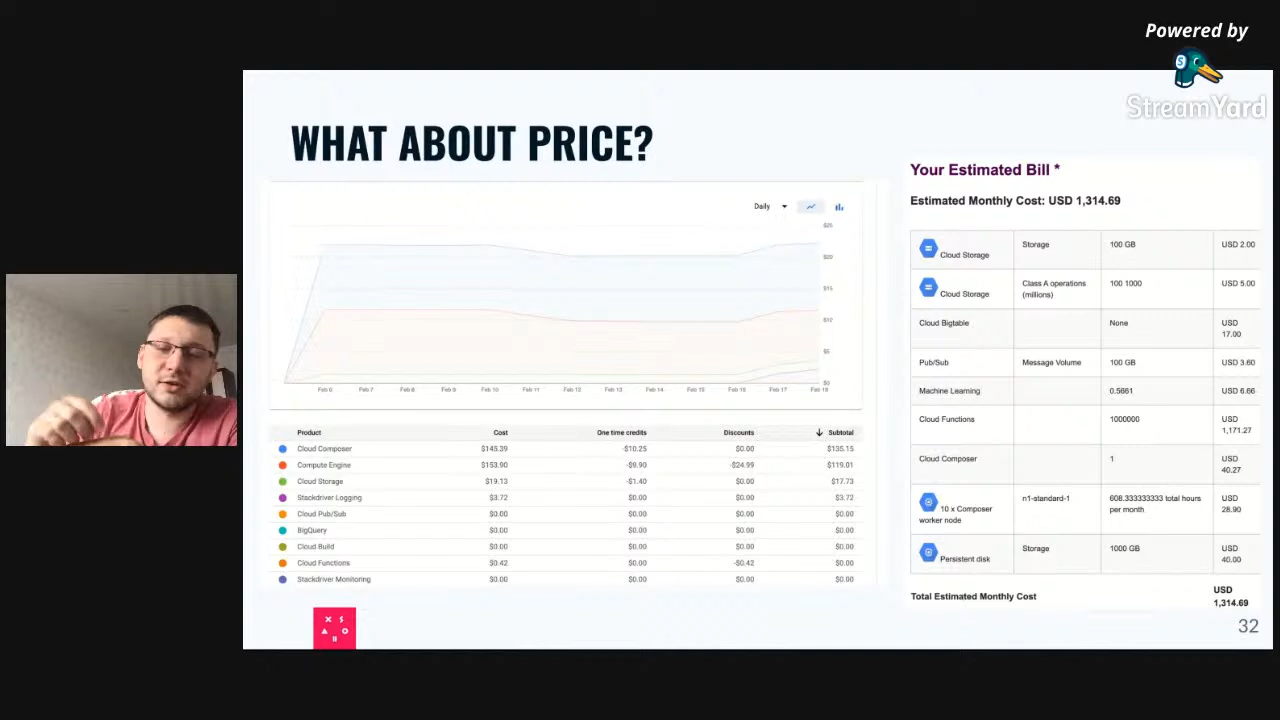 Powered by
StreamYard
WHAT ABOUT PRICE?
Daily
$25
$20
$15
$10
$5
$0
Feb 6 Feb 7 Feb 8 Feb 9 Feb 10 Feb 11 Feb 12 Feb 13 Feb 14 Feb 15 Feb 16 Feb 17 Feb 18
Product Cost One time credits Discounts Subtotal
Cloud Composer $145.39 -$10.25 $0.00 $135.15
Compute Engine $153.90 -$9.90 -$24.99 $119.01
Cloud Storage $19.13 -$1.40 $0.00 $17.73
Stackdriver Logging $3.72 $0.00 $0.00 $3.72
Cloud Pub/Sub $0.00 $0.00 $0.00 $0.00
BigQuery $0.00 $0.00 $0.00 $0.00
Cloud Build $0.00 $0.00 $0.00 $0.00
Cloud Functions $0.42 $0.00 -$0.42 $0.00
Stackdriver Monitoring $0.00 $0.00 $0.00 $0.00
Your Estimated Bill *
Estimated Monthly Cost: USD 1,314.69
Cloud Storage Storage 100 GB USD 2.00
Cloud Storage Class A operations (millions) 100 1000 USD 5.00
Cloud Bigtable None USD 17.00
Pub/Sub Message Volume 100 GB USD 3.60
Machine Learning 0.5661 USD 6.66
Cloud Functions 1000000 USD 1,171.27
Cloud Composer 1 USD 40.27
10 x Composer worker node n1-standard-1 608.333333333 total hours per month USD 28.90
Persistent disk Storage 1000 GB USD 40.00
Total Estimated Monthly Cost USD 1,314.69
32